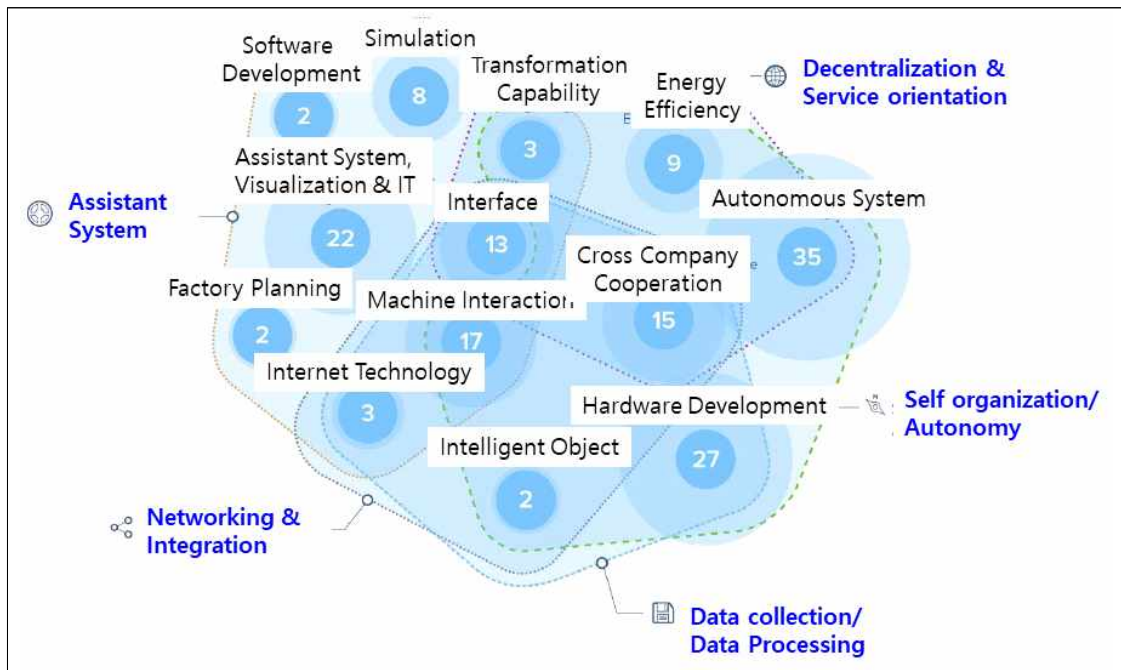 Simulation
Software
Development
8
2
Transformation
Capability
3
Energy
Efficiency
E
9
Decentralization &
Service orientation
Assistant System,
Visualization & IT
22
Interface
13
Autonomous System
35
Assistant
System
Cross Company
Cooperation
e
15
Factory Planning
2
Machine Interaction
17
Internet Technology
3
Hardware Development
27
Self organization/
Autonomy
N
Intelligent Object
2
Networking &
Integration
Data collection/
Data Processing